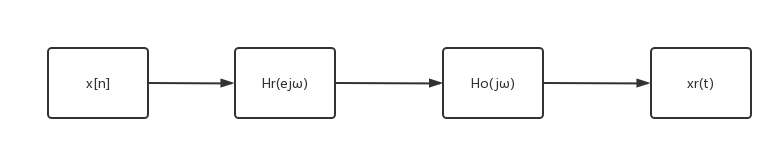 x[n]
Hr(ejω)
Ho(jω)
xr(t)